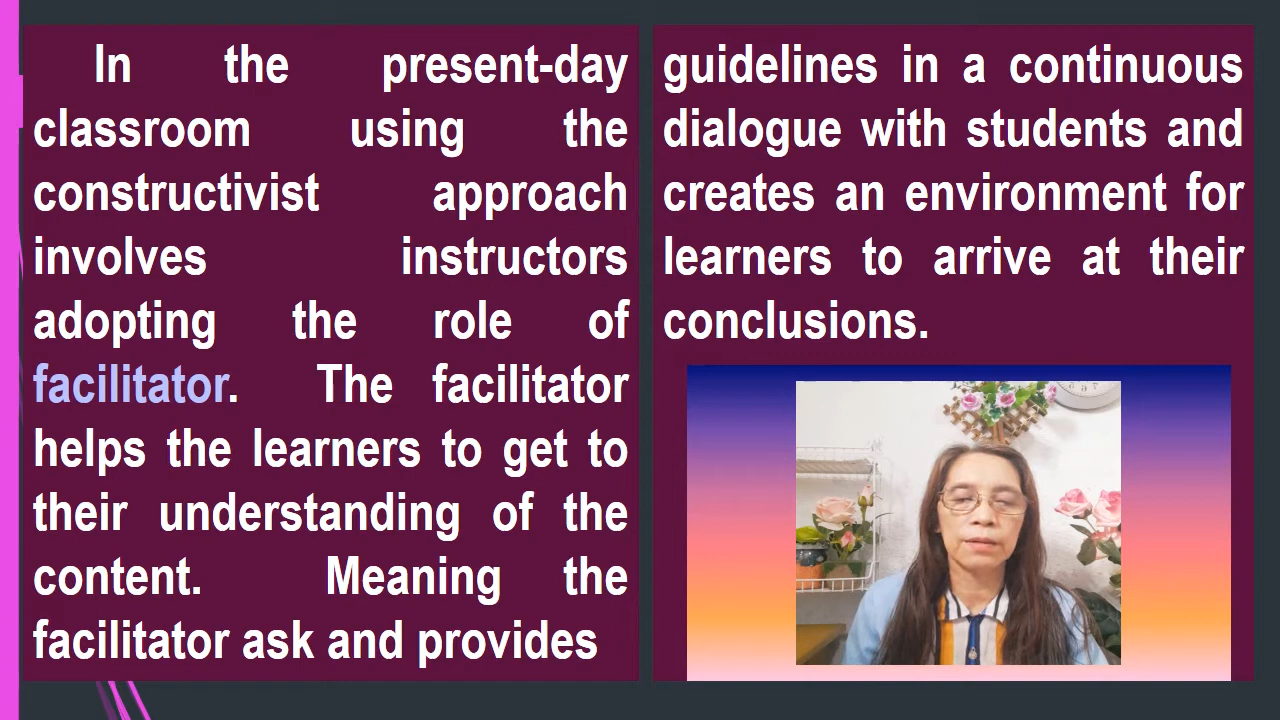 In the present-day
classroom using the
constructivist approach
involves instructors
adopting the role of
facilitator. The facilitator
helps the learners to get to
their understanding of the
content. Meaning the
facilitator ask and provides
guidelines in a continuous
dialogue with students and
creates an environment for
learners to arrive at their
conclusions.